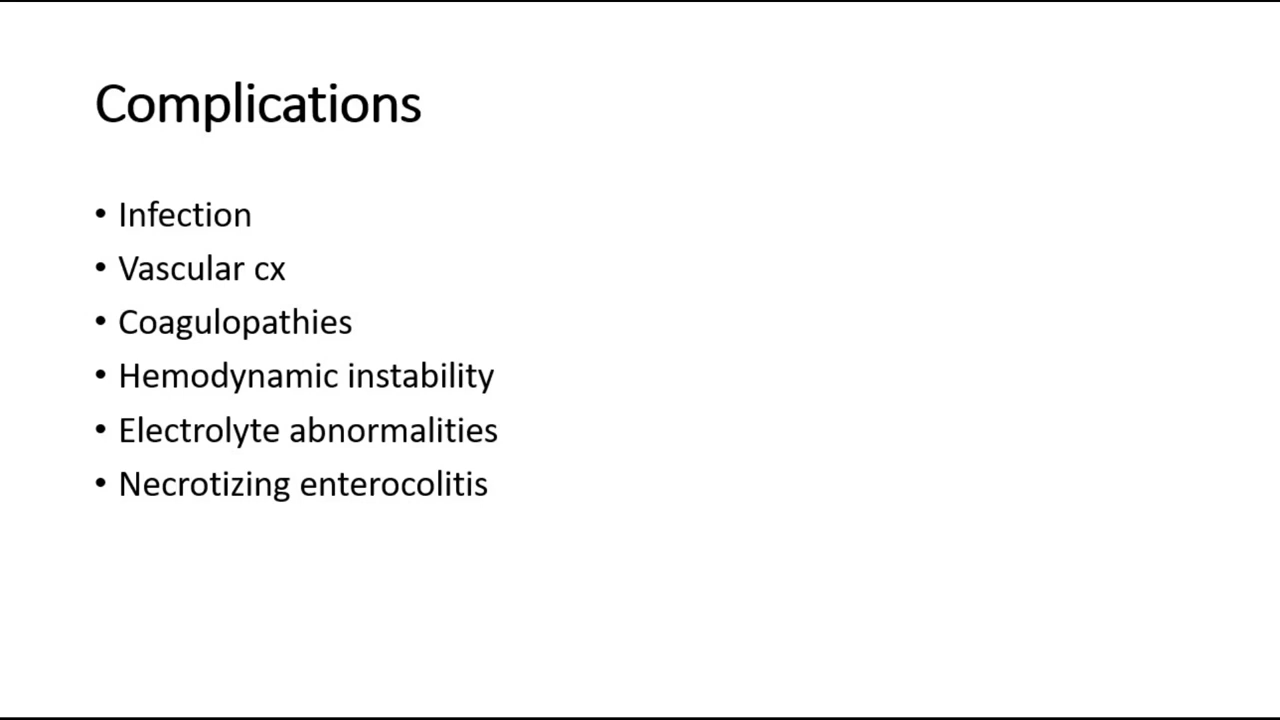 Complications
• Infection
• Vascular cx
• Coagulopathies
• Hemodynamic instability
• Electrolyte abnormalities
• Necrotizing enterocolitis